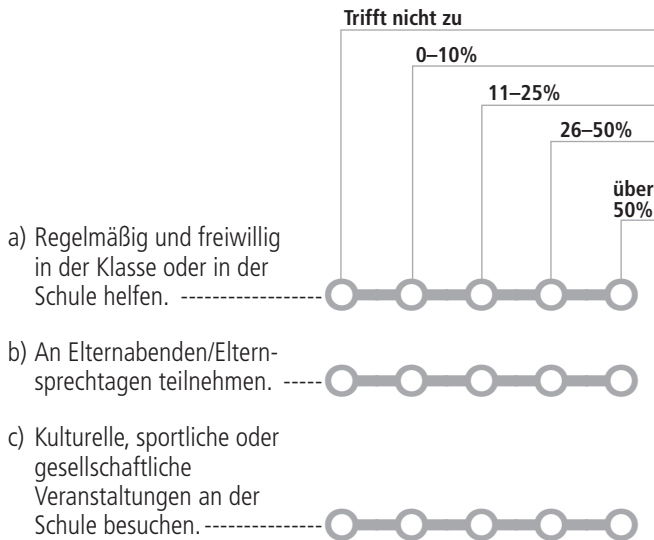 Trifft nicht zu
0–10%
11–25%
26–50%
über
50%
a) Regelmäßig und freiwillig
in der Klasse oder in der
Schule helfen. ------------------
b) An Elternabenden/Eltern-
sprechtagen teilnehmen. -----
c) Kulturelle, sportliche oder
gesellschaftliche
Veranstaltungen an der
Schule besuchen.---------------